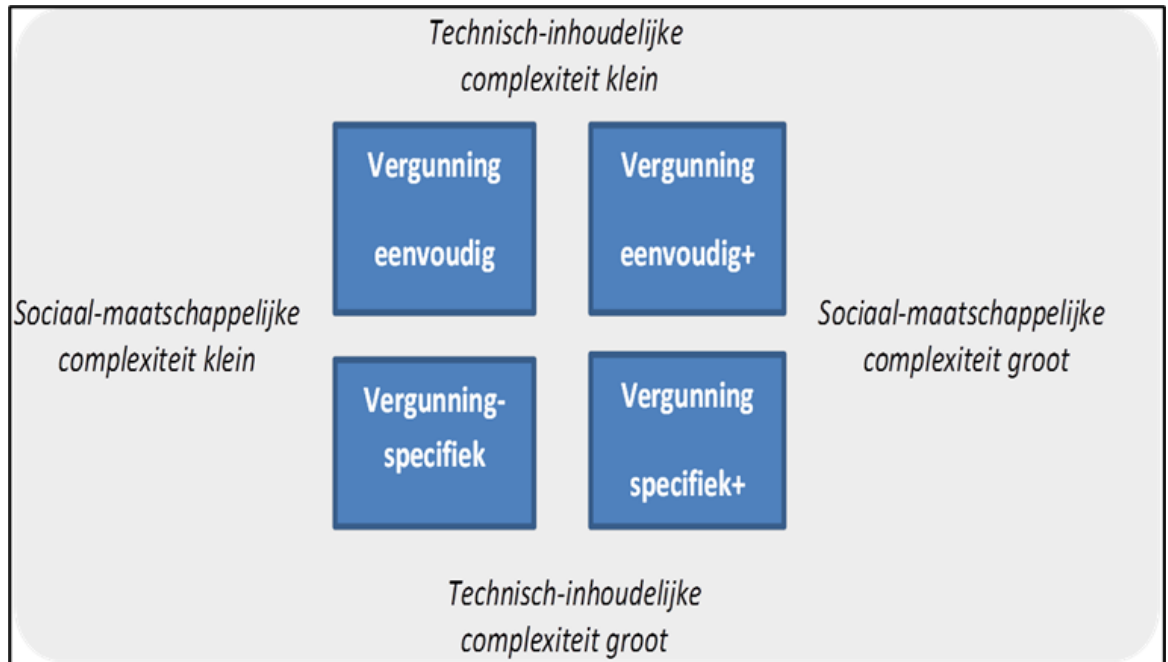 Technisch-inhoudelijke
complexiteit klein
Vergunning
eenvoudig
Vergunning
eenvoudig+
Sociaal-maatschappelijke
complexiteit klein
Sociaal-maatschappelijke
complexiteit groot
Vergunning-
specifiek
Vergunning
specifiek+
Technisch-inhoudelijke
complexiteit groot